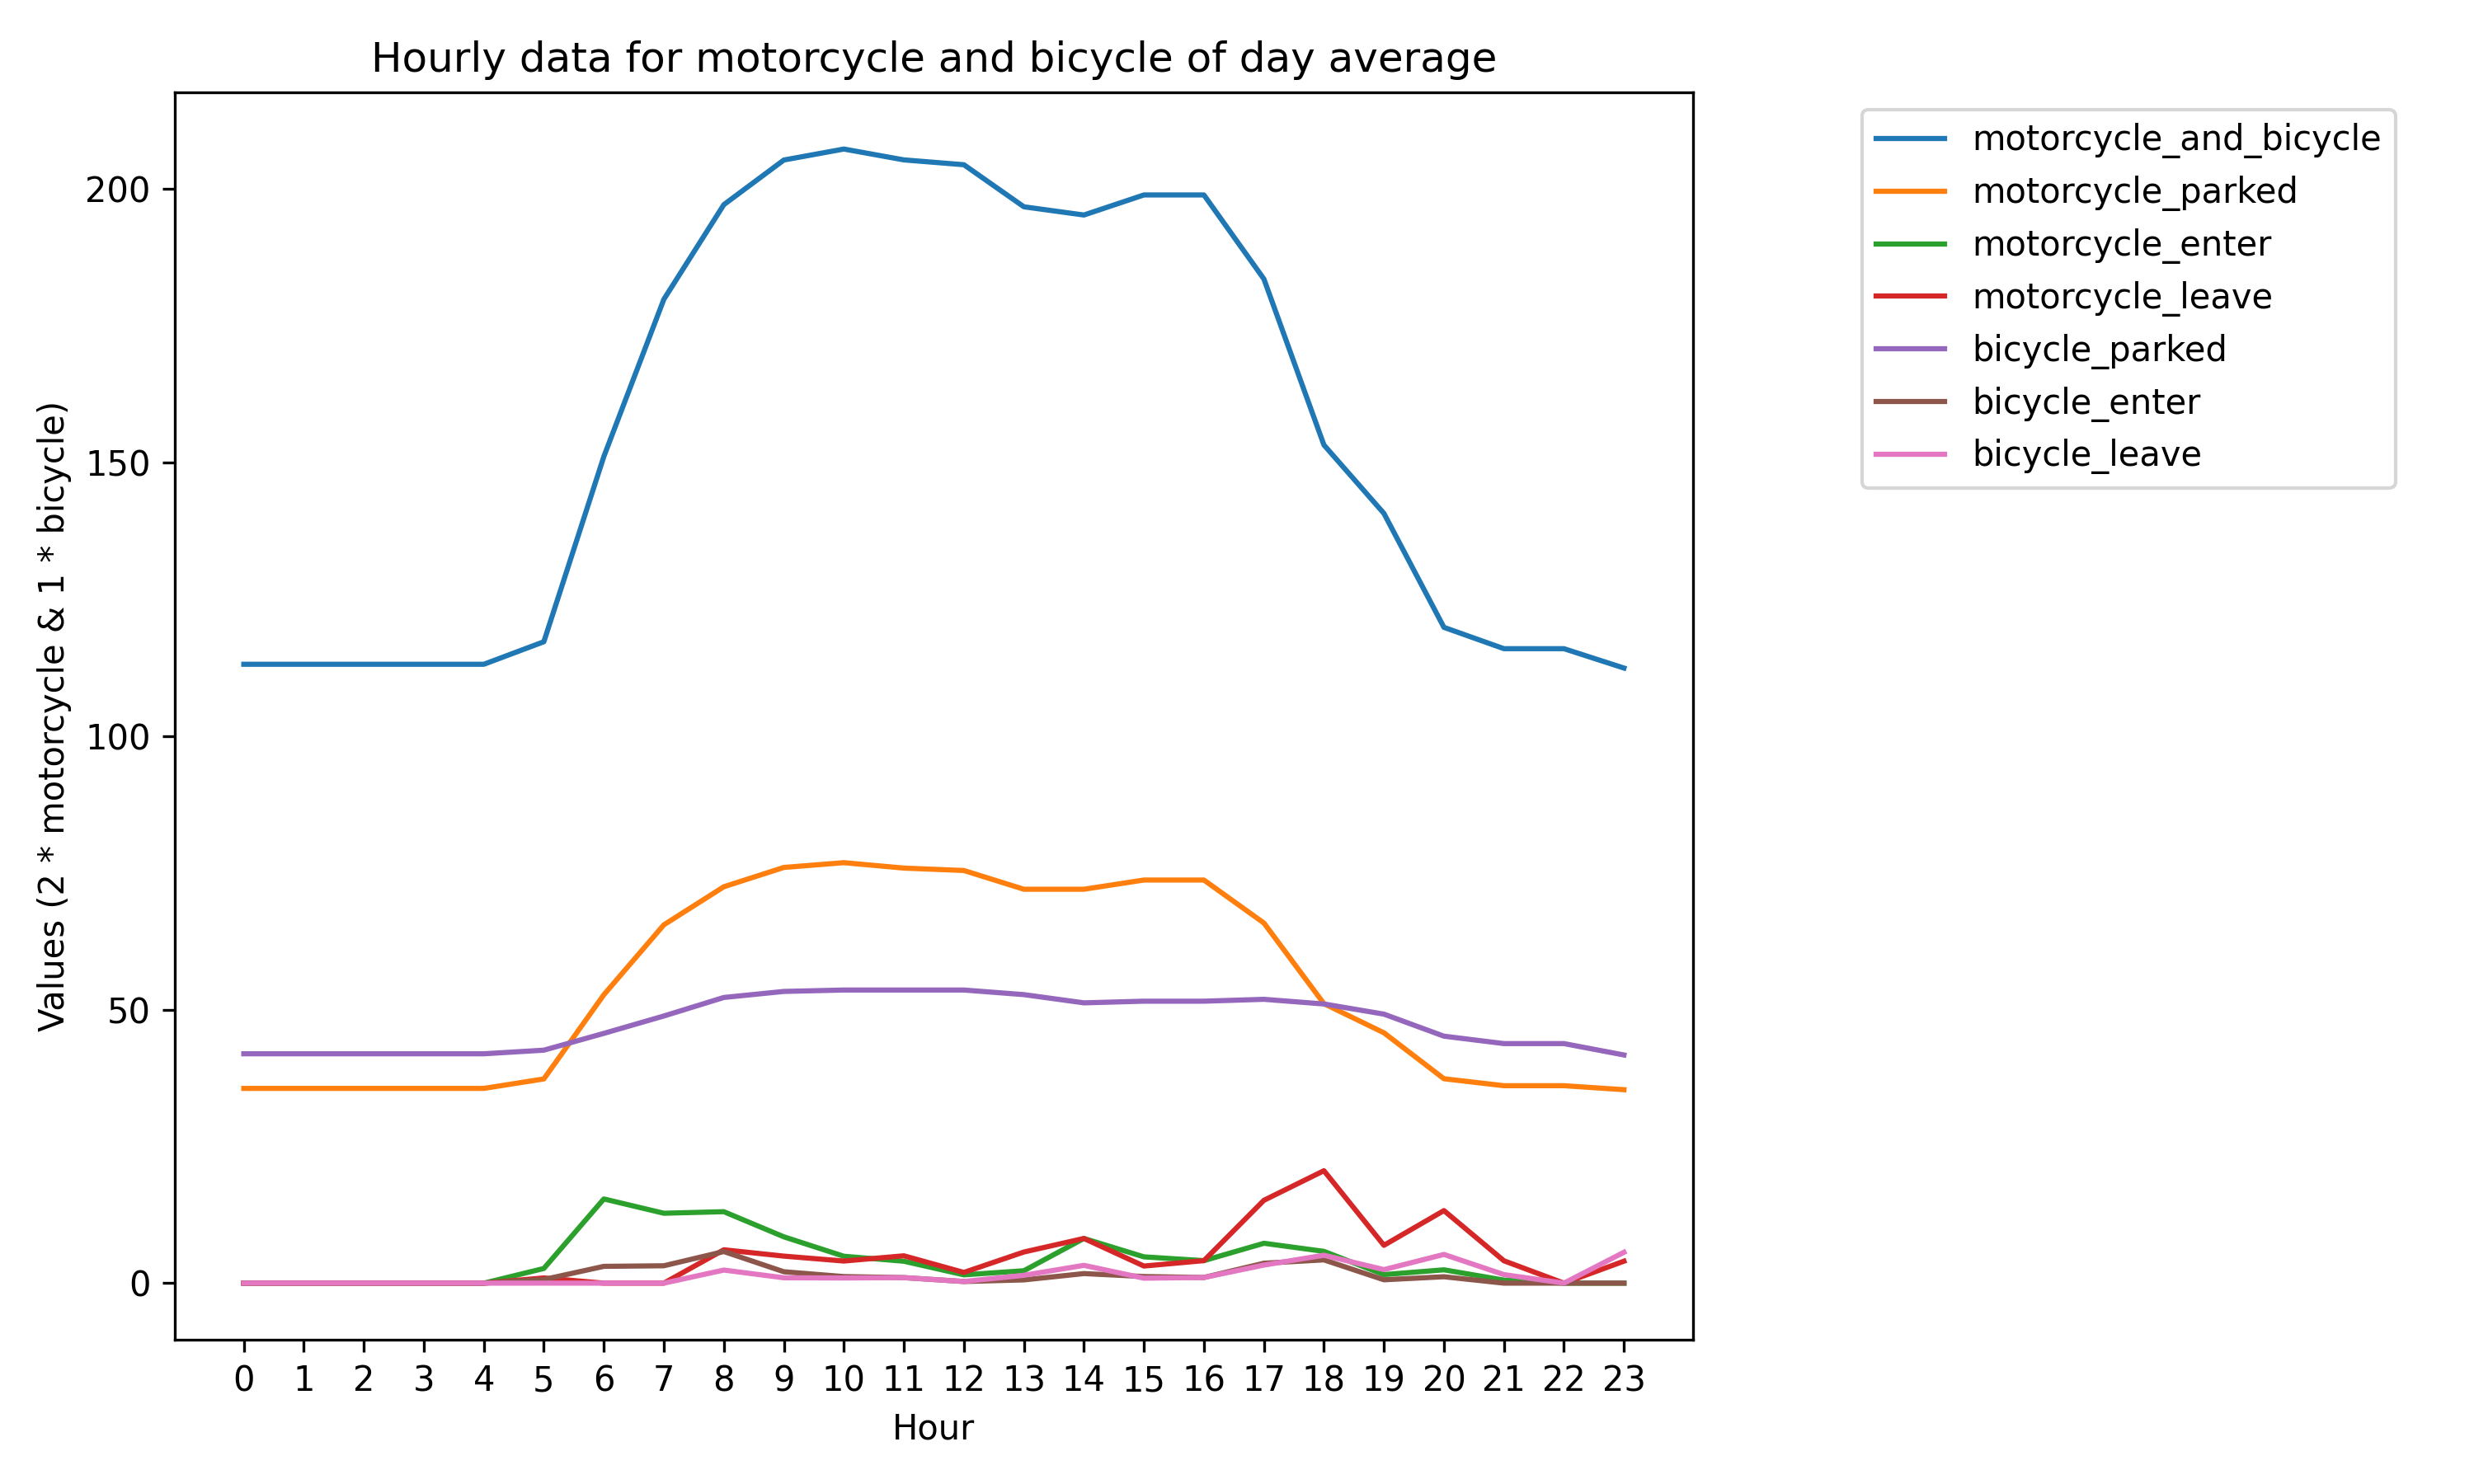 Hourly data for motorcycle and bicycle of day average
Values (2 * motorcycle & 1 * bicycle)
200
150
100
50
0
0 1 2 3 4 5 6 7 8 9 10 11 12 13 14 15 16 17 18 19 20 21 22 23
Hour
motorcycle_and_bicycle
motorcycle_parked
motorcycle_enter
motorcycle_leave
bicycle_parked
bicycle_enter
bicycle_leave